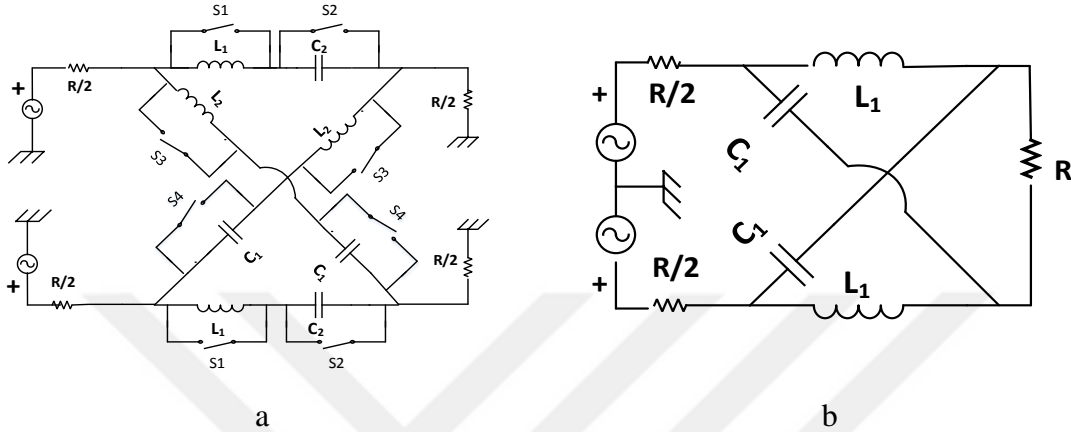 S1 S2
L₁ C₂
+ R/2 R/2
L₂ L₂
S3 S3
S4 S4
C₁ C₁
+ R/2 R/2
L₁ C₂
S1 S2
a
+ R/2 L₁
C₁
R
C₁
+ R/2 L₁
b